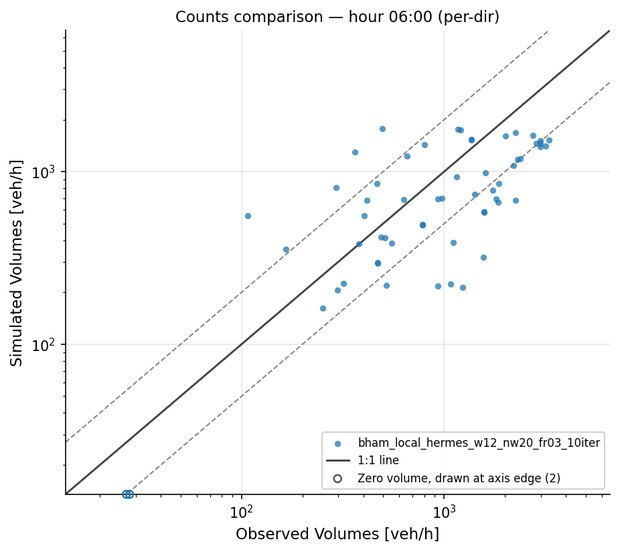 Counts comparison — hour 06:00 (per-dir)
Simulated Volumes [veh/h]
10³
10²
bham_local_hermes_w12_nw20_fr03_10iter
1:1 line
Zero volume, drawn at axis edge (2)
10² 10³
Observed Volumes [veh/h]